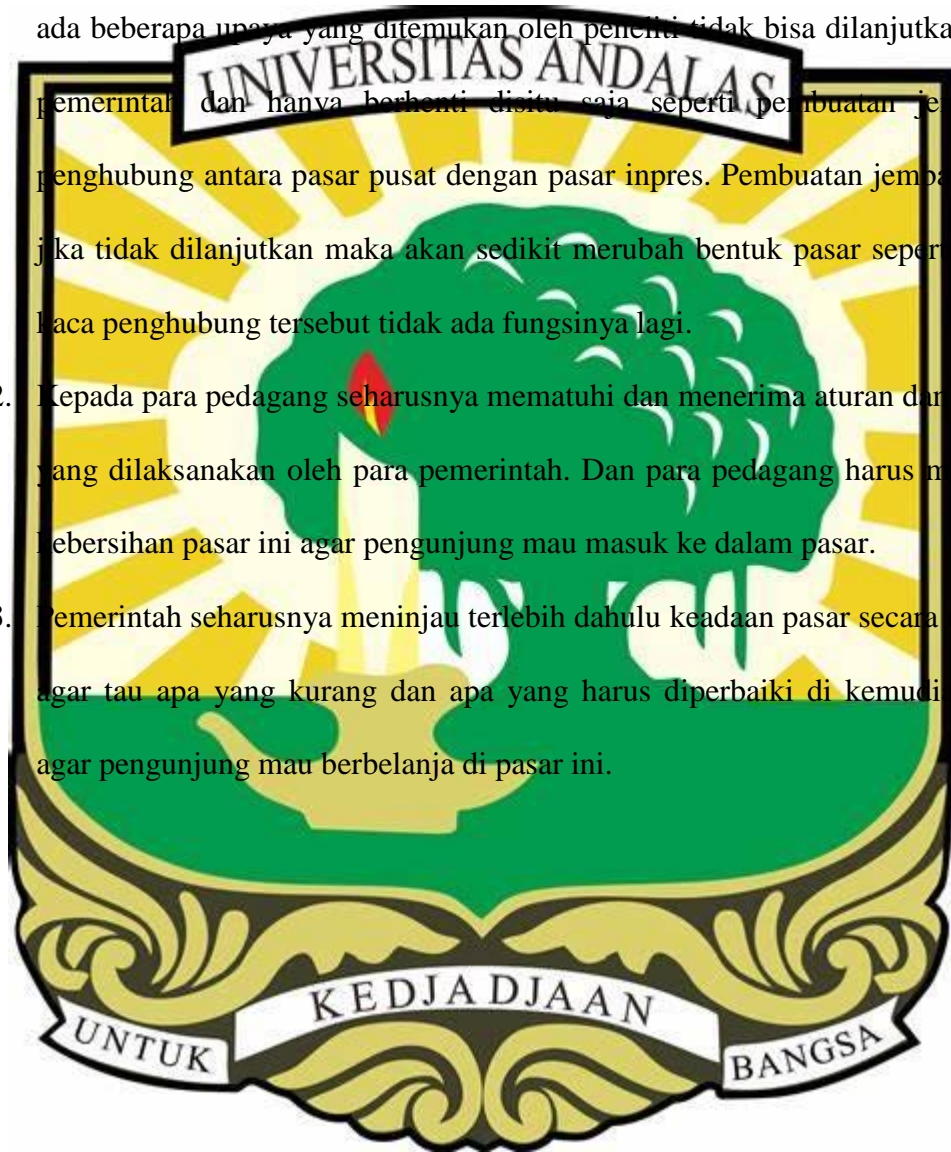 ada beberapa upaya yang ditemukan oleh peneliti tidak bisa dilanjutka
UNIVERSITAS ANDALAS
pemerintah dan hanya berhenti disitu saja seperti pembuatan je
penghubung antara pasar pusat dengan pasar inpres. Pembuatan jemba
jika tidak dilanjutkan maka akan sedikit merubah bentuk pasar sepert
kaca penghubung tersebut tidak ada fungsinya lagi.
2. Kepada para pedagang seharusnya mematuhi dan menerima aturan dan
yang dilaksanakan oleh para pemerintah. Dan para pedagang harus m
kebersihan pasar ini agar pengunjung mau masuk ke dalam pasar.
3. Pemerintah seharusnya meninjau terlebih dahulu keadaan pasar secara
agar tau apa yang kurang dan apa yang harus diperbaiki di kemudi
agar pengunjung mau berbelanja di pasar ini.
UNTUK KEDJADJAAN BANGSA